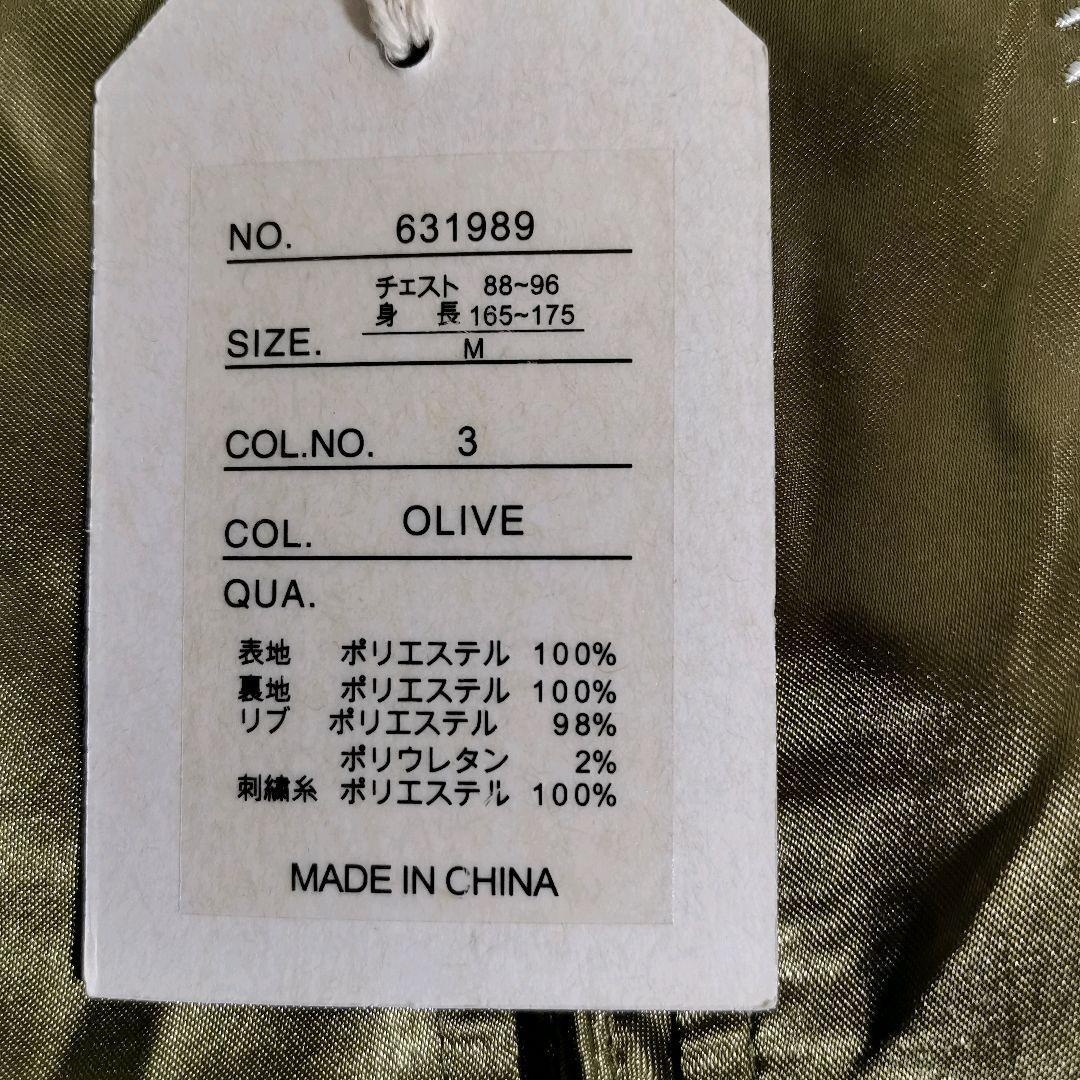 NO. 631989
チェスト 88~96
身 長 165~175
SIZE. M
COL.NO. 3
COL. OLIVE
QUA.
表地 ポリエステル 100%
裏地 ポリエステル 100%
リブ ポリエステル 98%
ポリウレタン 2%
刺繍糸 ポリエステル 100%
MADE IN CHINA